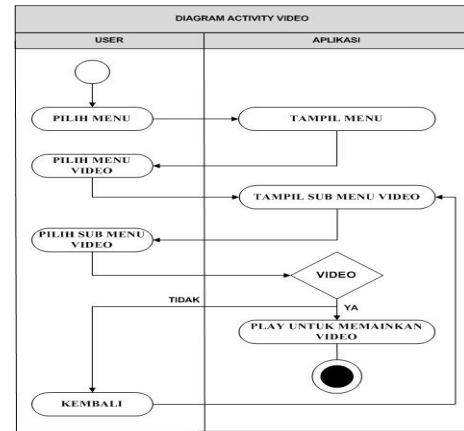 DIAGRAM ACTIVITY VIDEO
USER
APLIKASI
PILIH MENU
TAMPIL MENU
PILIH MENU
VIDEO
TAMPIL SUB MENU VIDEO
PILIH SUB MENU
VIDEO
VIDEO
TIDAK
YA
PLAY UNTUK MEMAINKAN
VIDEO
KEMBALI